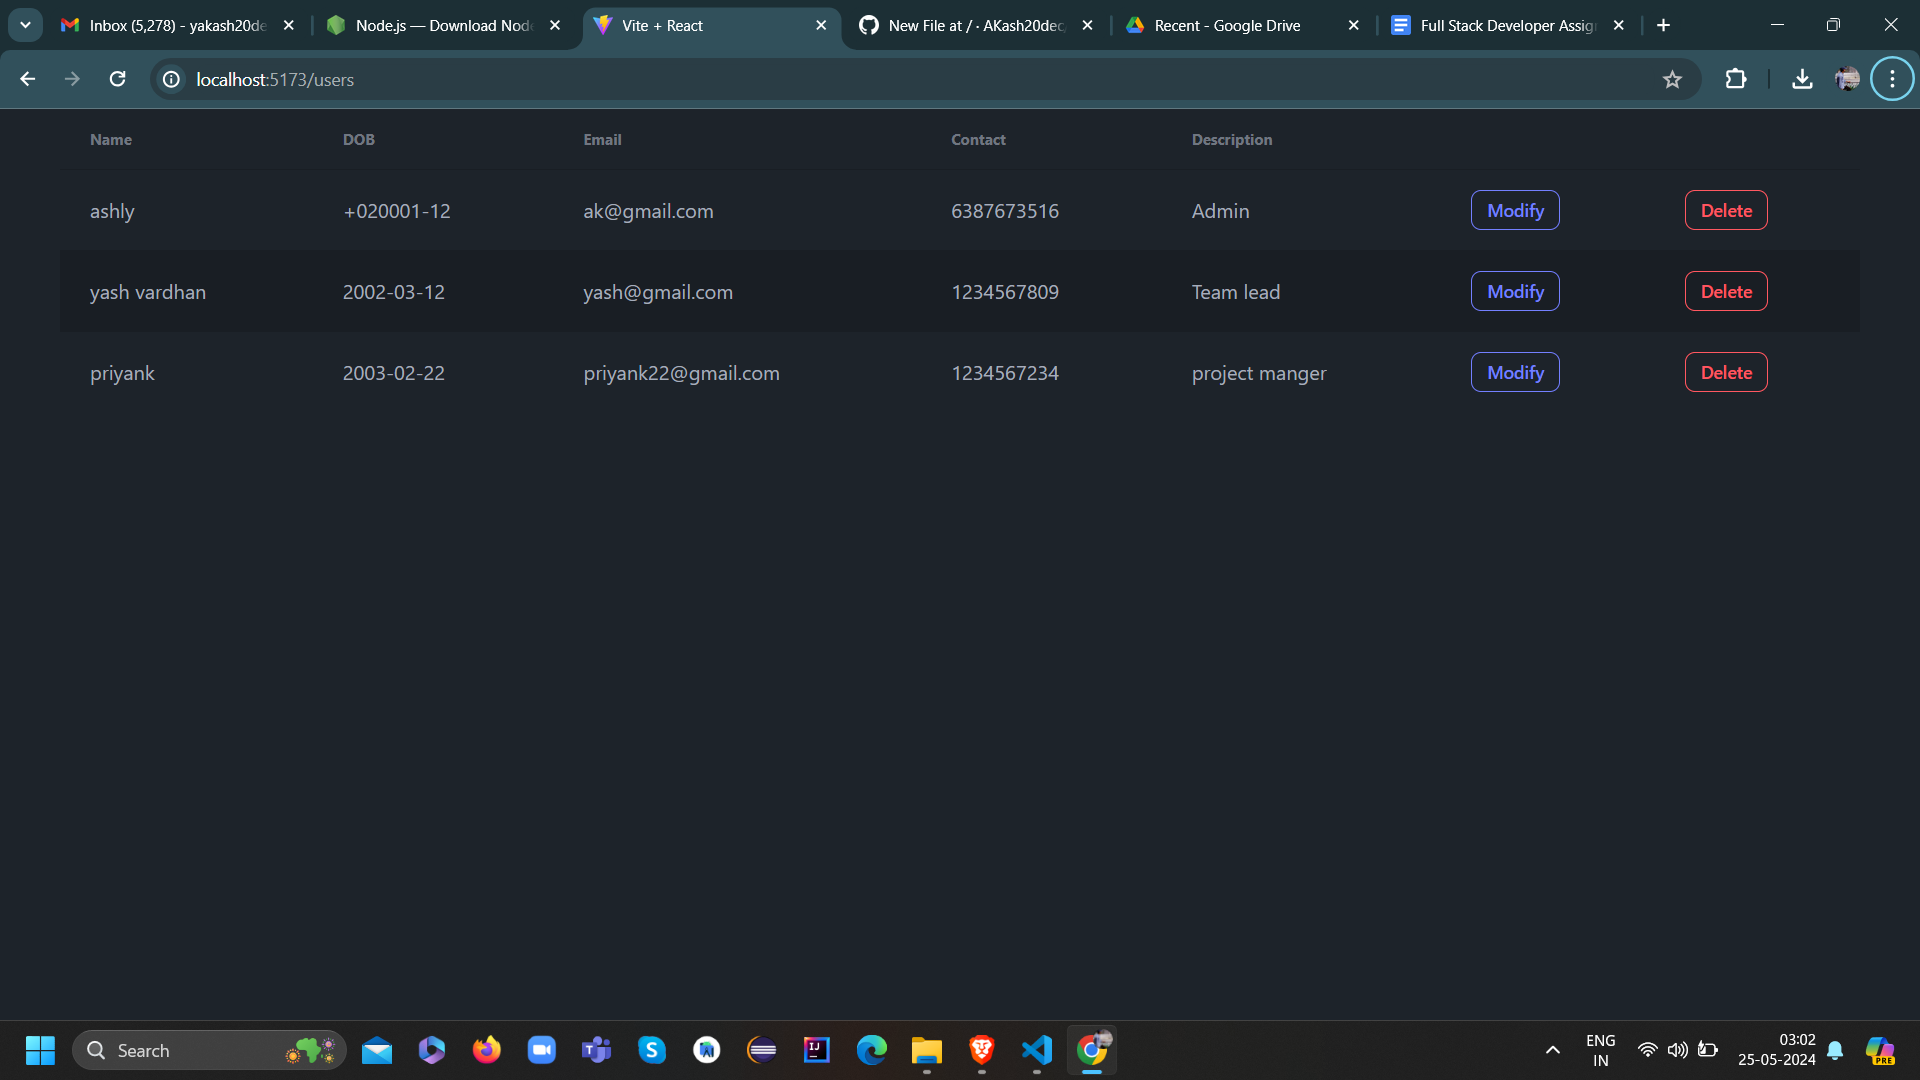 Inbox (5,278) - yakash20de
Node.js — Download Node
Vite + React
New File at / · AKash20dec
Recent - Google Drive
Full Stack Developer Assig
localhost:5173/users
Name DOB Email Contact Description
ashly +020001-12 ak@gmail.com 6387673516 Admin Modify Delete
yash vardhan 2002-03-12 yash@gmail.com 1234567809 Team lead Modify Delete
priyank 2003-02-22 priyank22@gmail.com 1234567234 project manger Modify Delete
Search
ENG
IN
03:02
25-05-2024
PRE